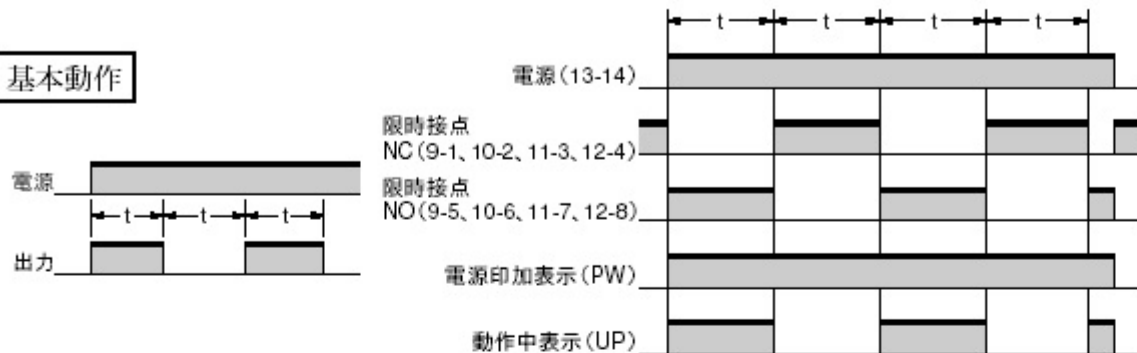 基本動作
電源
t t t
出力
t t t t
電源(13-14)
限時接点
NC(9-1、10-2、11-3、12-4)
限時接点
NO(9-5、10-6、11-7、12-8)
電源印加表示(PW)
動作中表示(UP)